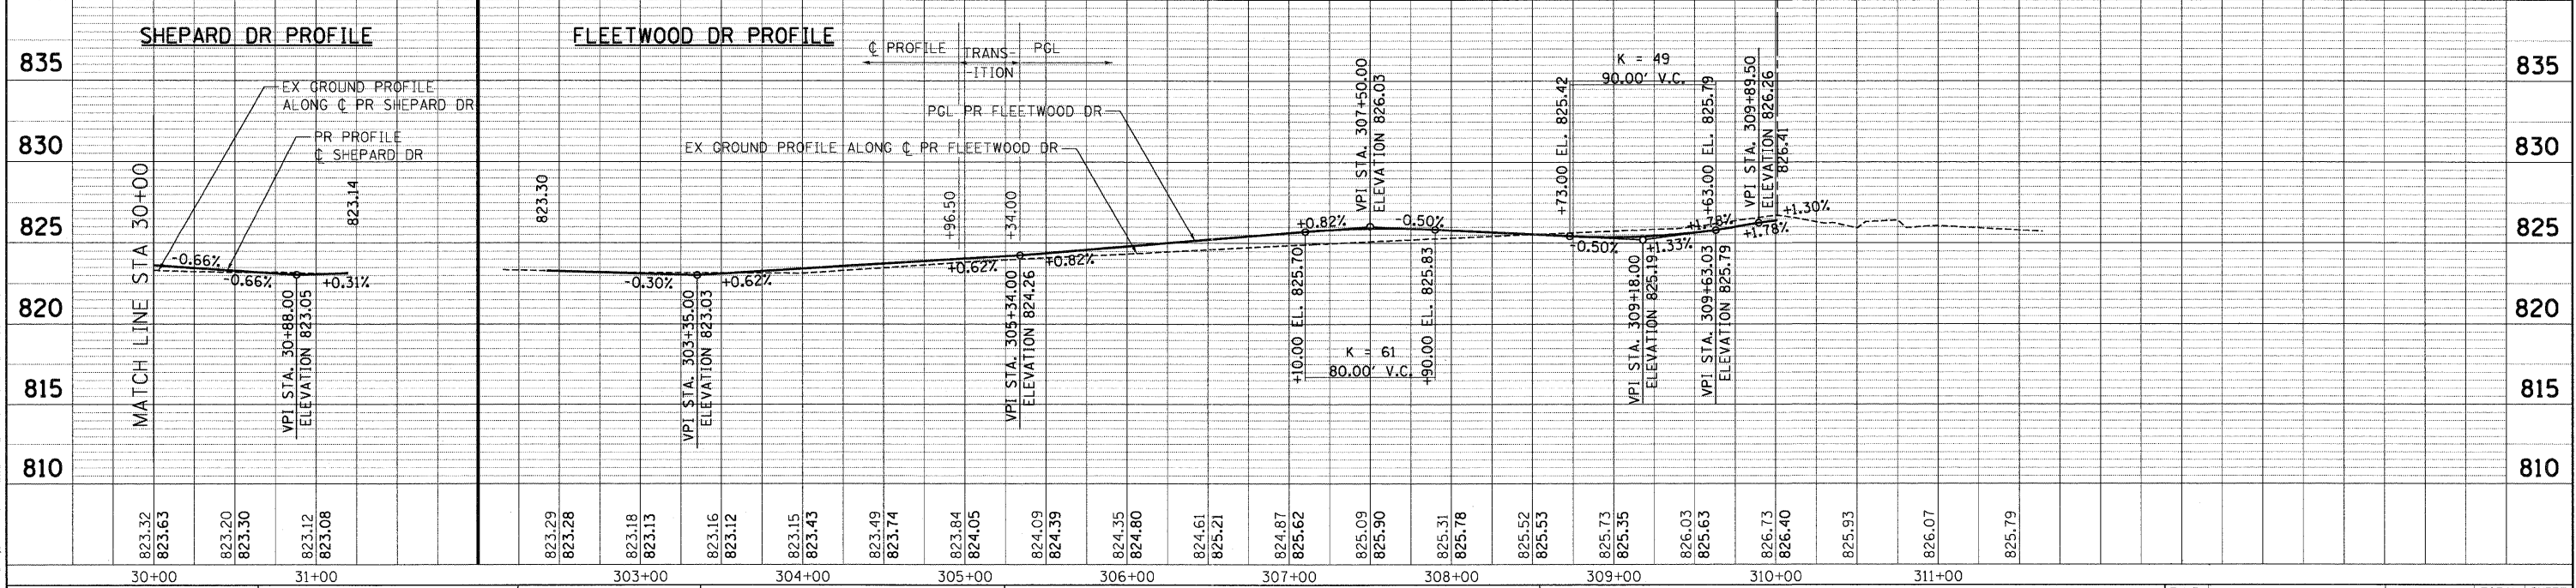 SHEPARD DR PROFILE
FLEETWOOD DR PROFILE
℄ PROFILE
TRANS-
-ITION
PGL
835
830
825
820
815
810
EX GROUND PROFILE
ALONG ℄ PR SHEPARD DR
PR PROFILE
℄ SHEPARD DR
MATCH LINE STA 30+00
823.14
-0.66%
-0.66%
+0.31%
VPI STA. 30+88.00
ELEVATION 823.05
823.30
-0.30%
+0.62%
VPI STA. 303+35.00
ELEVATION 823.03
PGL PR FLEETWOOD DR
EX GROUND PROFILE ALONG ℄ PR FLEETWOOD DR
+96.50
+34.00
+0.62%
+0.82%
VPI STA. 305+34.00
ELEVATION 824.26
VPI STA. 307+50.00
ELEVATION 826.03
+0.82%
-0.50%
+10.00 EL. 825.70
+90.00 EL. 825.83
K = 61
80.00' V.C.
K = 49
90.00' V.C.
+73.00 EL. 825.42
+63.00 EL. 825.79
-0.50%
+1.33%
VPI STA. 309+18.00
ELEVATION 825.19
+1.78%
VPI STA. 309+63.03
ELEVATION 825.79
VPI STA. 309+89.50
ELEVATION 826.26
826.41
+1.78%
+1.30%
835
830
825
820
815
810
823.32
823.63
823.20
823.30
823.12
823.08
823.29
823.28
823.18
823.13
823.16
823.12
823.15
823.43
823.49
823.74
823.84
824.05
824.09
824.39
824.35
824.80
824.61
825.21
824.87
825.62
825.09
825.90
825.31
825.78
825.52
825.53
825.73
825.35
826.03
825.63
826.73
826.40
825.93
826.07
825.79
30+00
31+00
303+00
304+00
305+00
306+00
307+00
308+00
309+00
310+00
311+00